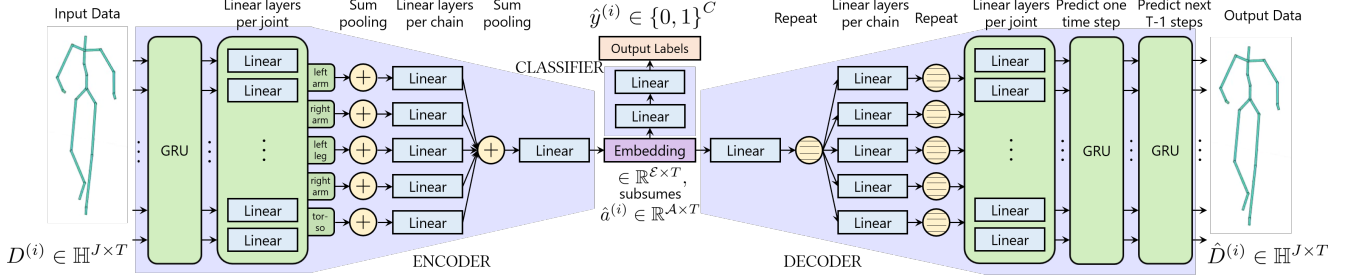 Input Data
Linear layers
per joint
Sum
pooling
Linear layers
per chain
Sum
pooling
ŷ⁽ⁱ⁾ ∈ {0, 1}ᶜ
Repeat
Linear layers
per chain
Repeat
Linear layers
per joint
Predict one
time step
Predict next
T-1 steps
Output Data
GRU
Linear
Linear
Linear
Linear
left
arm
right
arm
left
leg
right
arm
tor-
so
Linear
Linear
Linear
Linear
Linear
Linear
CLASSIFIER
Output Labels
Linear
Linear
Embedding
∈ ℝ^{ℰ×T},
subsumes
â⁽ⁱ⁾ ∈ ℝ^{𝒜×T}
Linear
Linear
Linear
Linear
Linear
Linear
Linear
Linear
Linear
Linear
GRU
GRU
D⁽ⁱ⁾ ∈ ℍ^{J×T}
ENCODER
DECODER
D̂⁽ⁱ⁾ ∈ ℍ^{J×T}